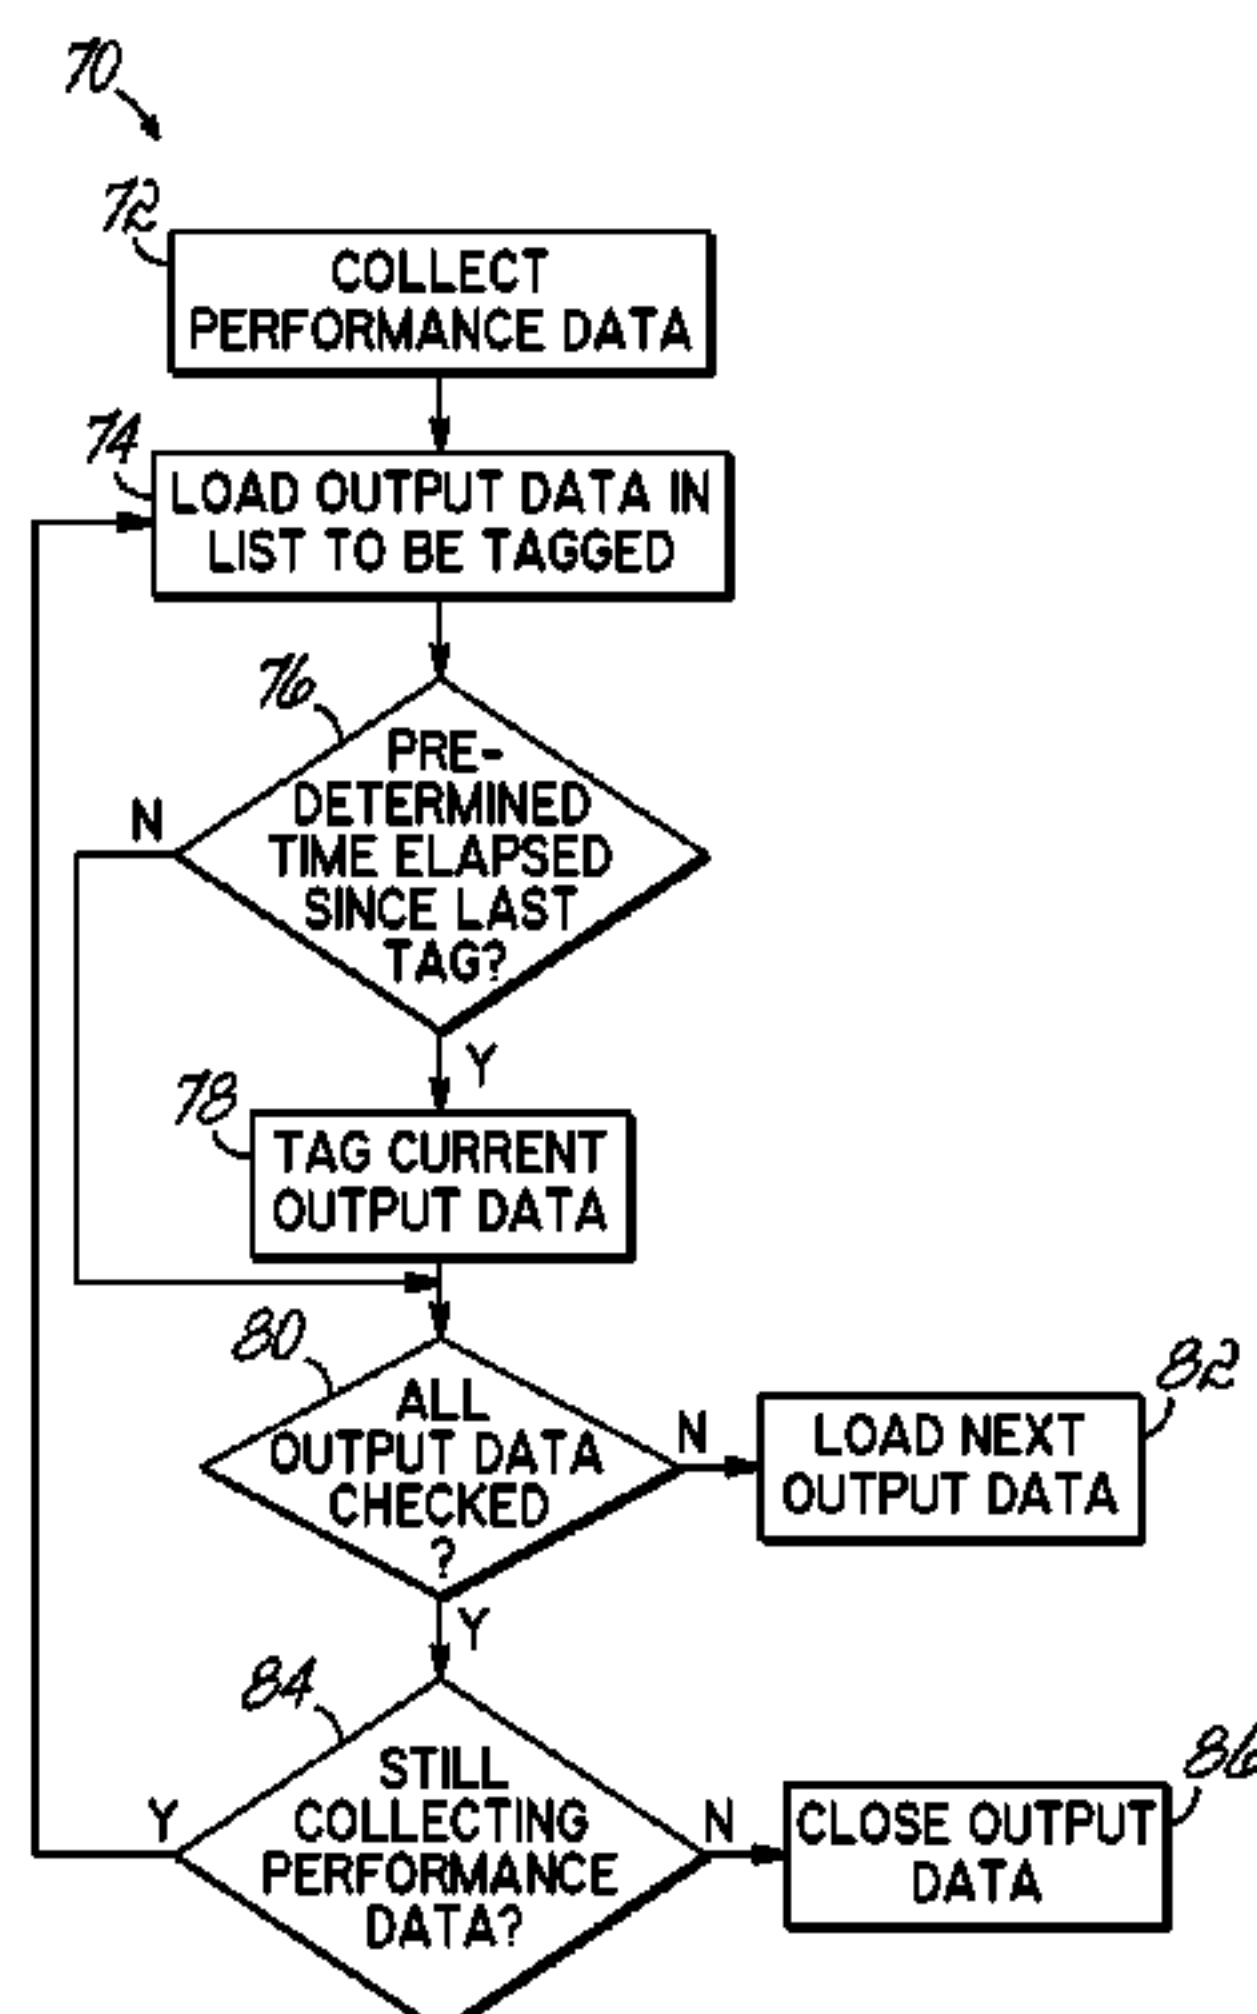 70
72
COLLECT
PERFORMANCE DATA
74
LOAD OUTPUT DATA IN
LIST TO BE TAGGED
76
PRE-
DETERMINED
TIME ELAPSED
SINCE LAST
TAG?
N
Y
78
TAG CURRENT
OUTPUT DATA
80
ALL
OUTPUT DATA
CHECKED
?
N
82
LOAD NEXT
OUTPUT DATA
Y
84
STILL
COLLECTING
PERFORMANCE
DATA?
Y
N
86
CLOSE OUTPUT
DATA